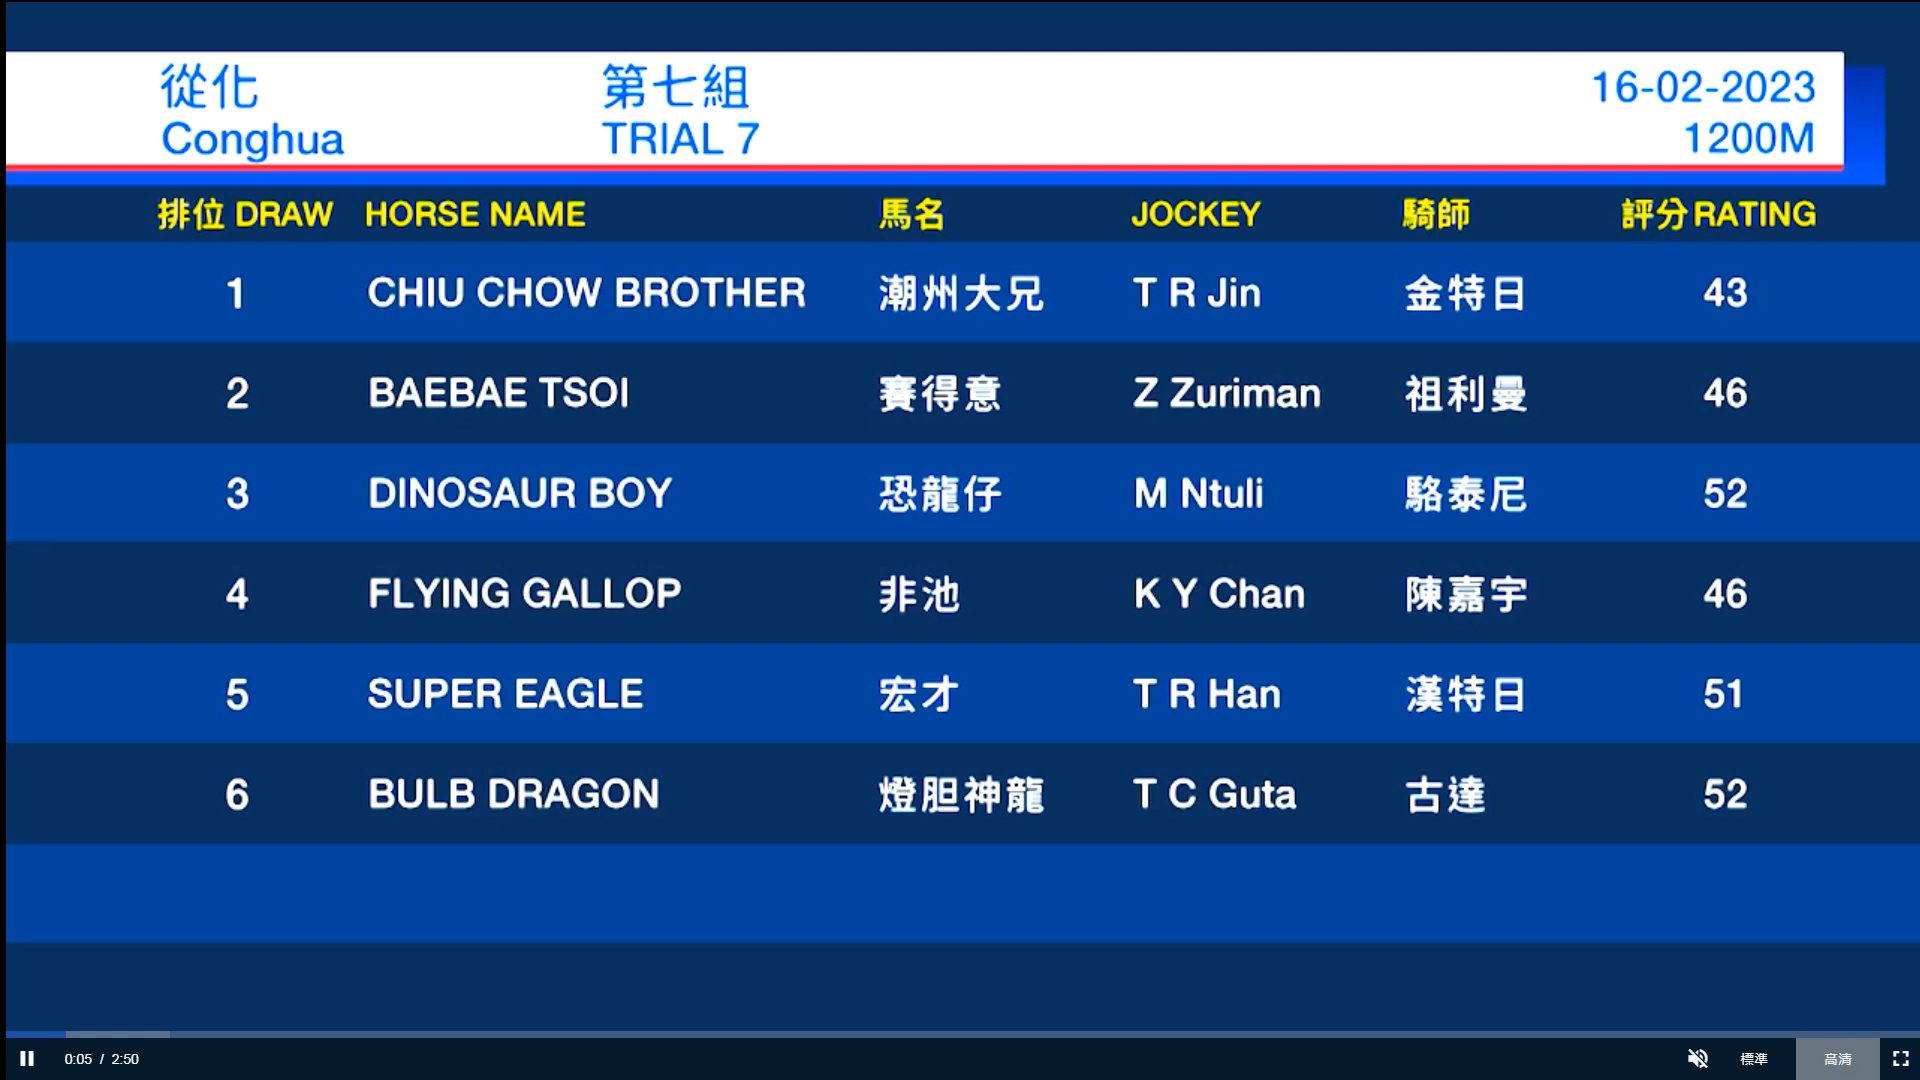 從化 第七組 16-02-2023
Conghua TRIAL 7 1200M
排位 DRAW HORSE NAME 馬名 JOCKEY 騎師 評分 RATING
1 CHIU CHOW BROTHER 潮州大兄 T R Jin 金特日 43
2 BAEBAE TSOI 賽得意 Z Zuriman 祖利曼 46
3 DINOSAUR BOY 恐龍仔 M Ntuli 駱泰尼 52
4 FLYING GALLOP 非池 K Y Chan 陳嘉宇 46
5 SUPER EAGLE 宏才 T R Han 漢特日 51
6 BULB DRAGON 燈胆神龍 T C Guta 古達 52
0:05 / 2:50 標準 高清